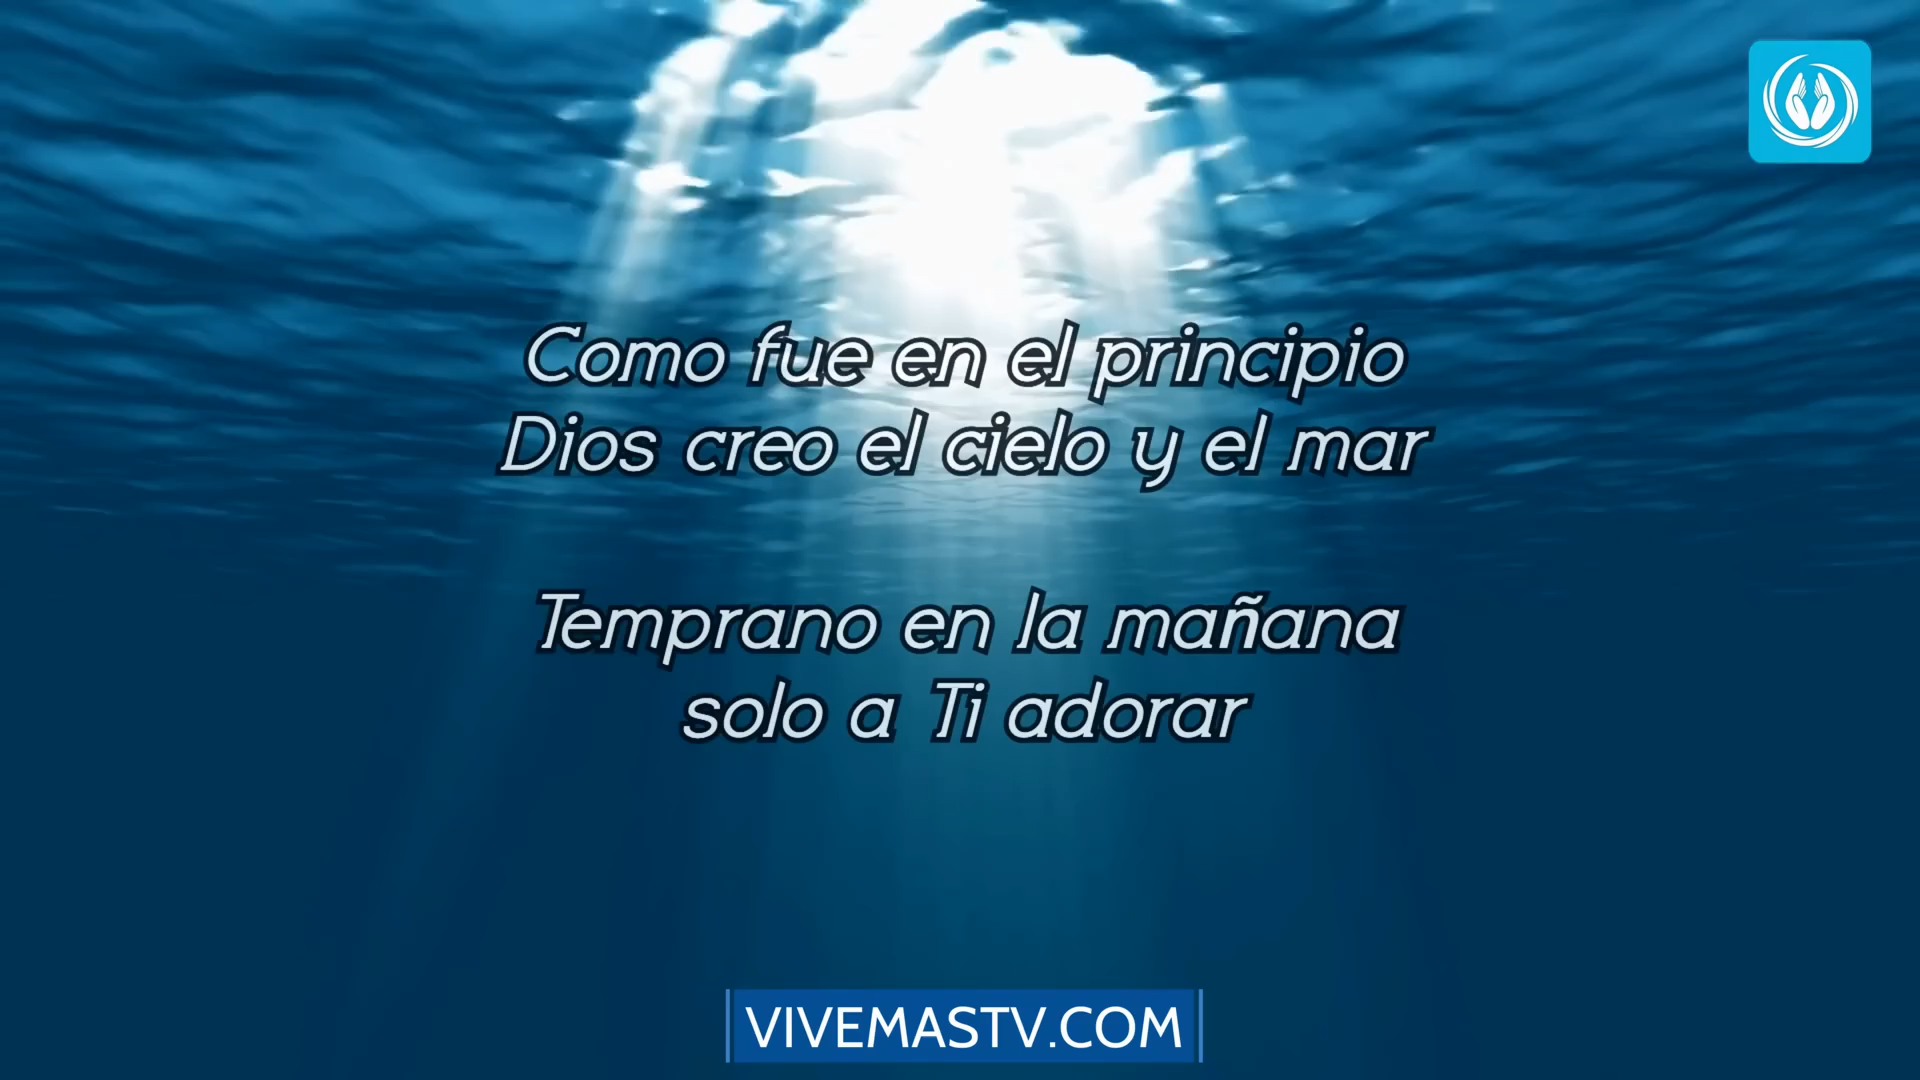 Como fue en el principio
Dios creo el cielo y el mar
Temprano en la mañana
solo a Ti adorar
VIVEMASTV.COM